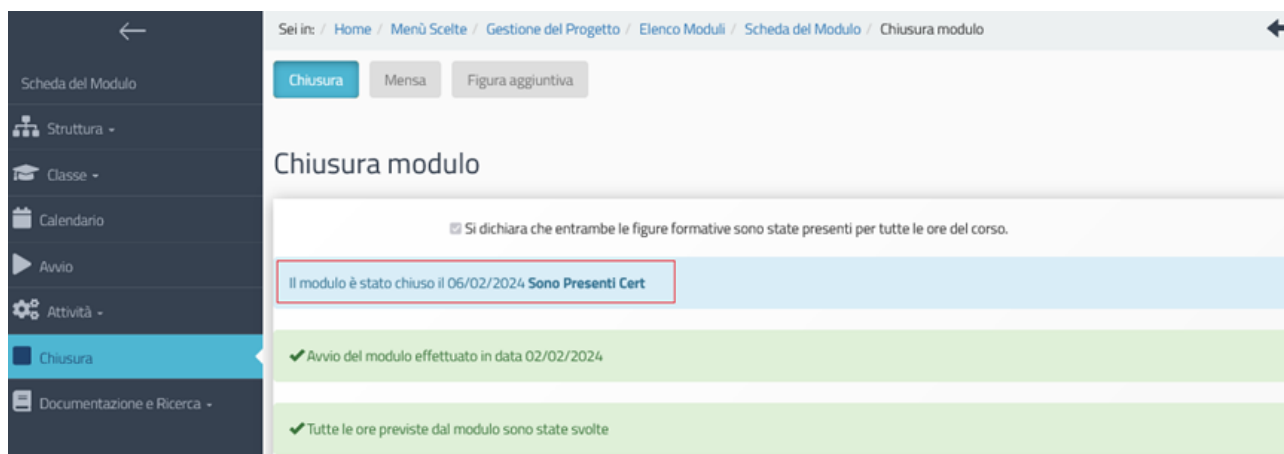 Sei in: / Home / Menù Scelte / Gestione del Progetto / Elenco Moduli / Scheda del Modulo / Chiusura modulo
Scheda del Modulo
Struttura
Classe
Calendario
Avvio
Attività
Chiusura
Documentazione e Ricerca
Chiusura Mensa Figura aggiuntiva
Chiusura modulo
Si dichiara che entrambe le figure formative sono state presenti per tutte le ore del corso.
Il modulo è stato chiuso il 06/02/2024 Sono Presenti Cert
Avvio del modulo effettuato in data 02/02/2024
Tutte le ore previste dal modulo sono state svolte